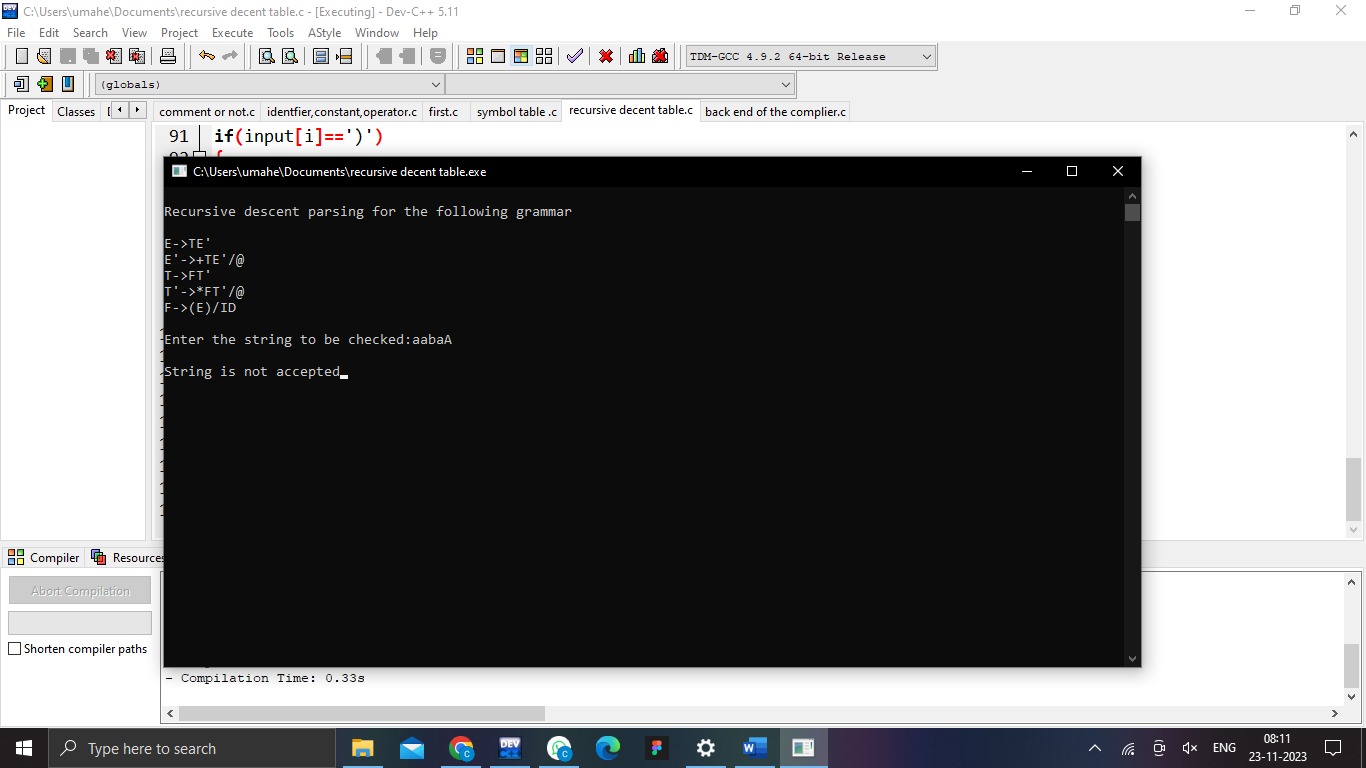 C:\Users\umahe\Documents\recursive decent table.c - [Executing] - Dev-C++ 5.11
File Edit Search View Project Execute Tools AStyle Window Help
TDM-GCC 4.9.2 64-bit Release
(globals)
Project Classes comment or not.c identfier,constant,operator.c first.c symbol table .c recursive decent table.c back end of the complier.c
91 if(input[i]==')')
C:\Users\umahe\Documents\recursive decent table.exe
Recursive descent parsing for the following grammar
E->TE'
E'->+TE'/@
T->FT'
T'->*FT'/@
F->(E)/ID
Enter the string to be checked:aabaA
String is not accepted
Compiler Resources
Abort Compilation
Shorten compiler paths
- Compilation Time: 0.33s
Type here to search
DEV
C
C
ENG
08:11
23-11-2023